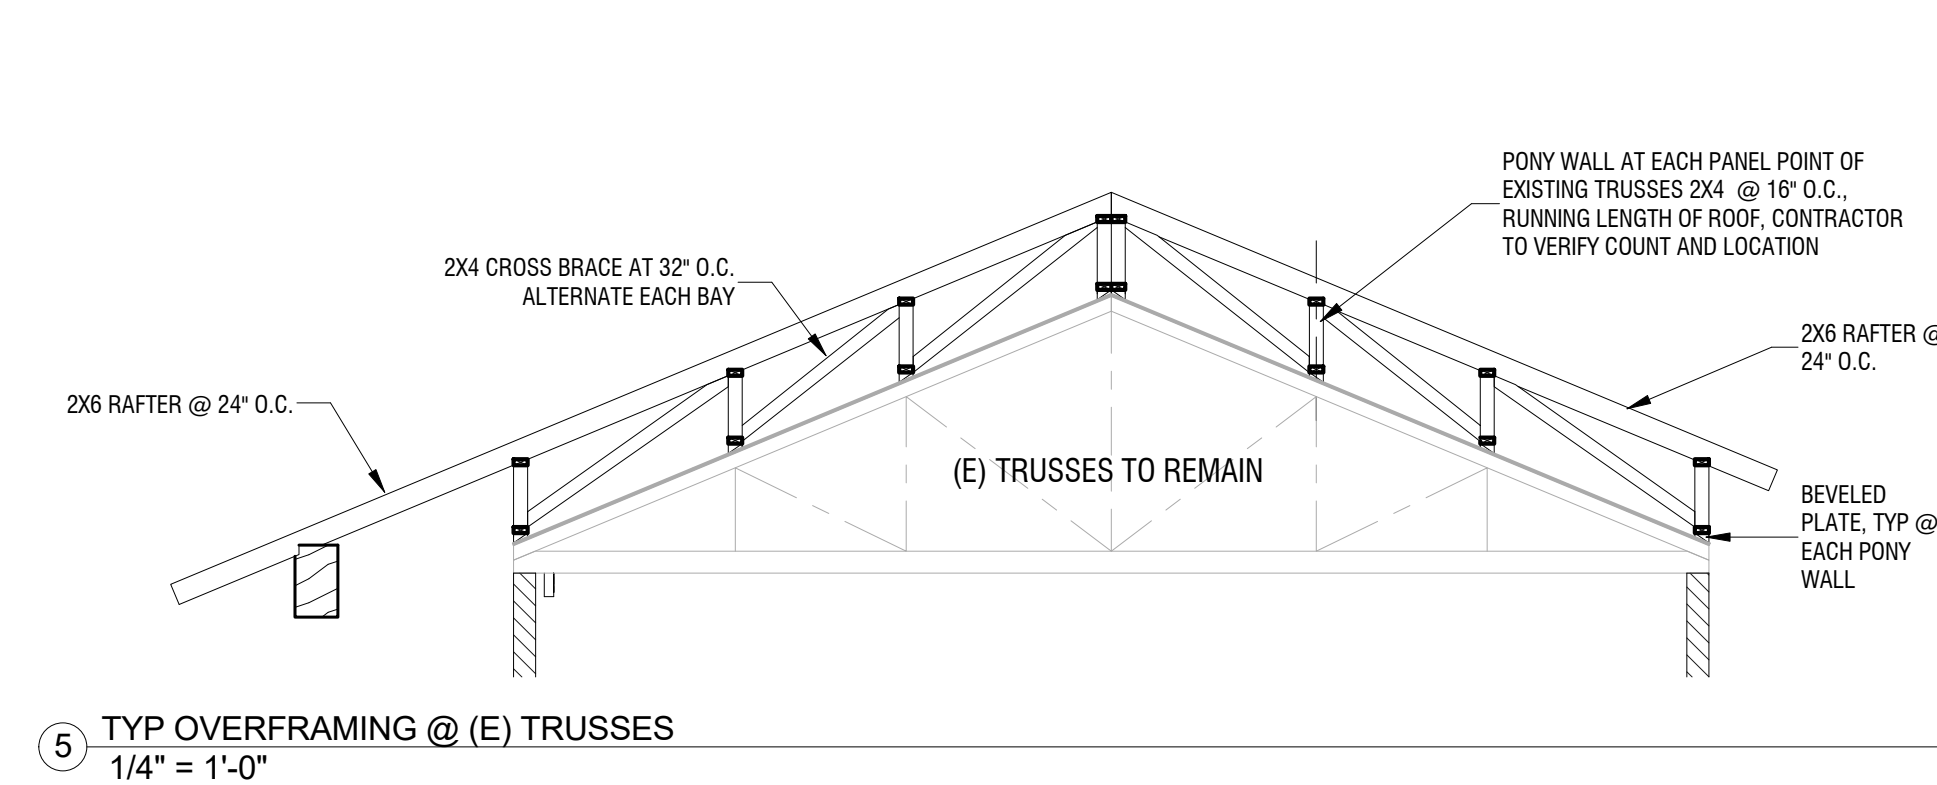 PONY WALL AT EACH PANEL POINT OF
EXISTING TRUSSES 2X4 @ 16" O.C.,
RUNNING LENGTH OF ROOF, CONTRACTOR
TO VERIFY COUNT AND LOCATION
2X4 CROSS BRACE AT 32" O.C.
ALTERNATE EACH BAY
2X6 RAFTER @
24" O.C.
2X6 RAFTER @ 24" O.C.
(E) TRUSSES TO REMAIN
BEVELED
PLATE, TYP @
EACH PONY
WALL
5
TYP OVERFRAMING @ (E) TRUSSES
1/4" = 1'-0"